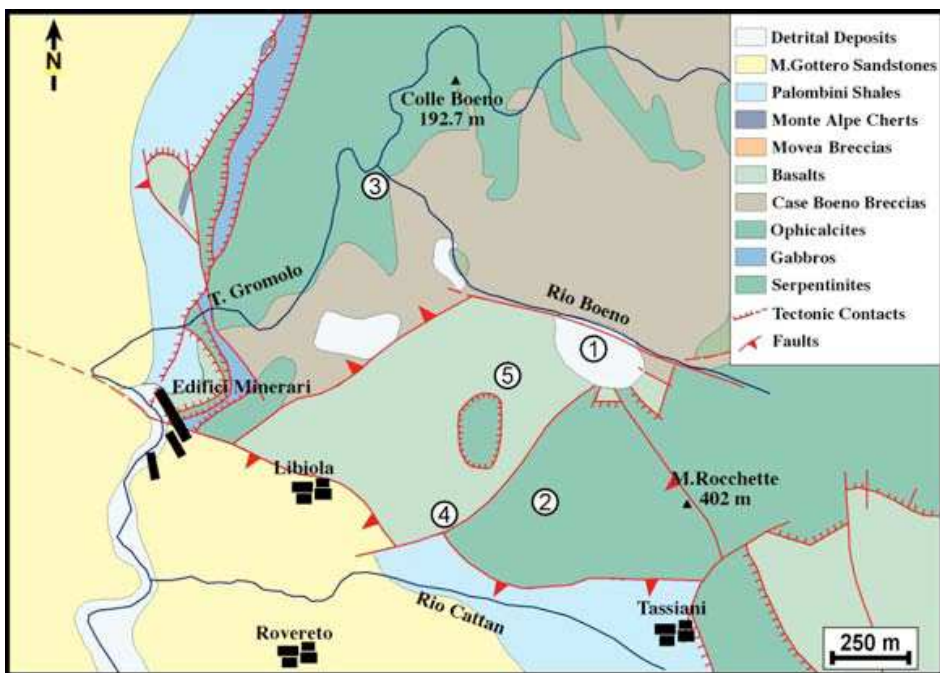 N
Colle Boeno
192.7 m
3
T. Gromolo
Rio Boeno
1
Edifici Minerari
5
Libiola
M.Rocchette
402 m
2
4
Rio Cattan
Tassiani
Rovereto
250 m
Detrital Deposits
M.Gottero Sandstones
Palombini Shales
Monte Alpe Cherts
Movea Breccias
Basalts
Case Boeno Breccias
Ophicalcites
Gabbros
Serpentinites
Tectonic Contacts
Faults